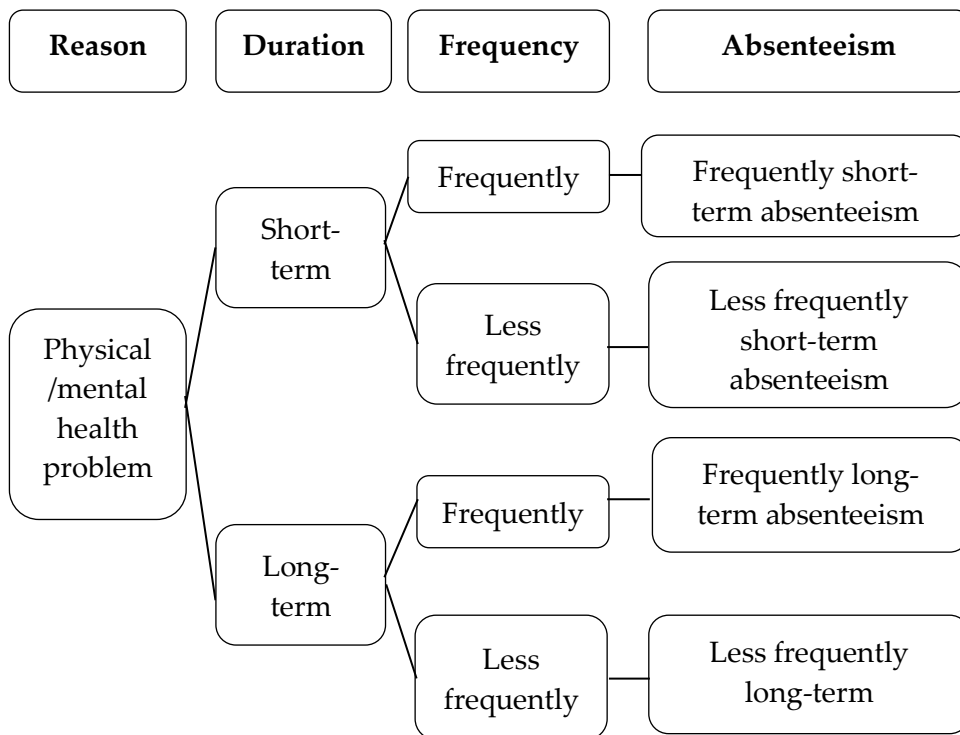 Reason
Duration
Frequency
Absenteeism
Physical
/mental
health
problem
Short-
term
Long-
term
Frequently
Less
frequently
Frequently
Less
frequently
Frequently short-
term absenteeism
Less frequently
short-term
absenteeism
Frequently long-
term absenteeism
Less frequently
long-term